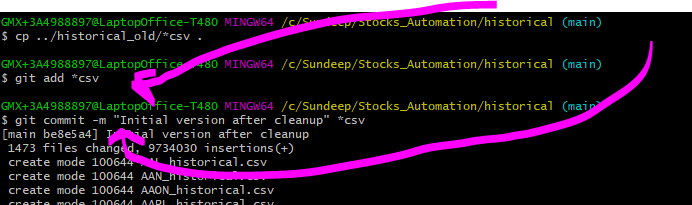 GMX+3A4988897@LaptopOffice-T480 MINGW64 /c/Sundeep/Stocks_Automation/historical (main)
$ cp ../historical_old/*csv .
GMX+3A4988897@LaptopOffice-T480 MINGW64 /c/Sundeep/Stocks_Automation/historical (main)
$ git add *csv
GMX+3A4988897@LaptopOffice-T480 MINGW64 /c/Sundeep/Stocks_Automation/historical (main)
$ git commit -m "Initial version after cleanup" *csv
[main be8e5a4] Initial version after cleanup
1473 files changed, 9734030 insertions(+)
create mode 100644 historical.csv
create mode 100644 AAN_historical.csv
create mode 100644 AAON_historical.csv
create mode 100644 AAPL_historical.csv